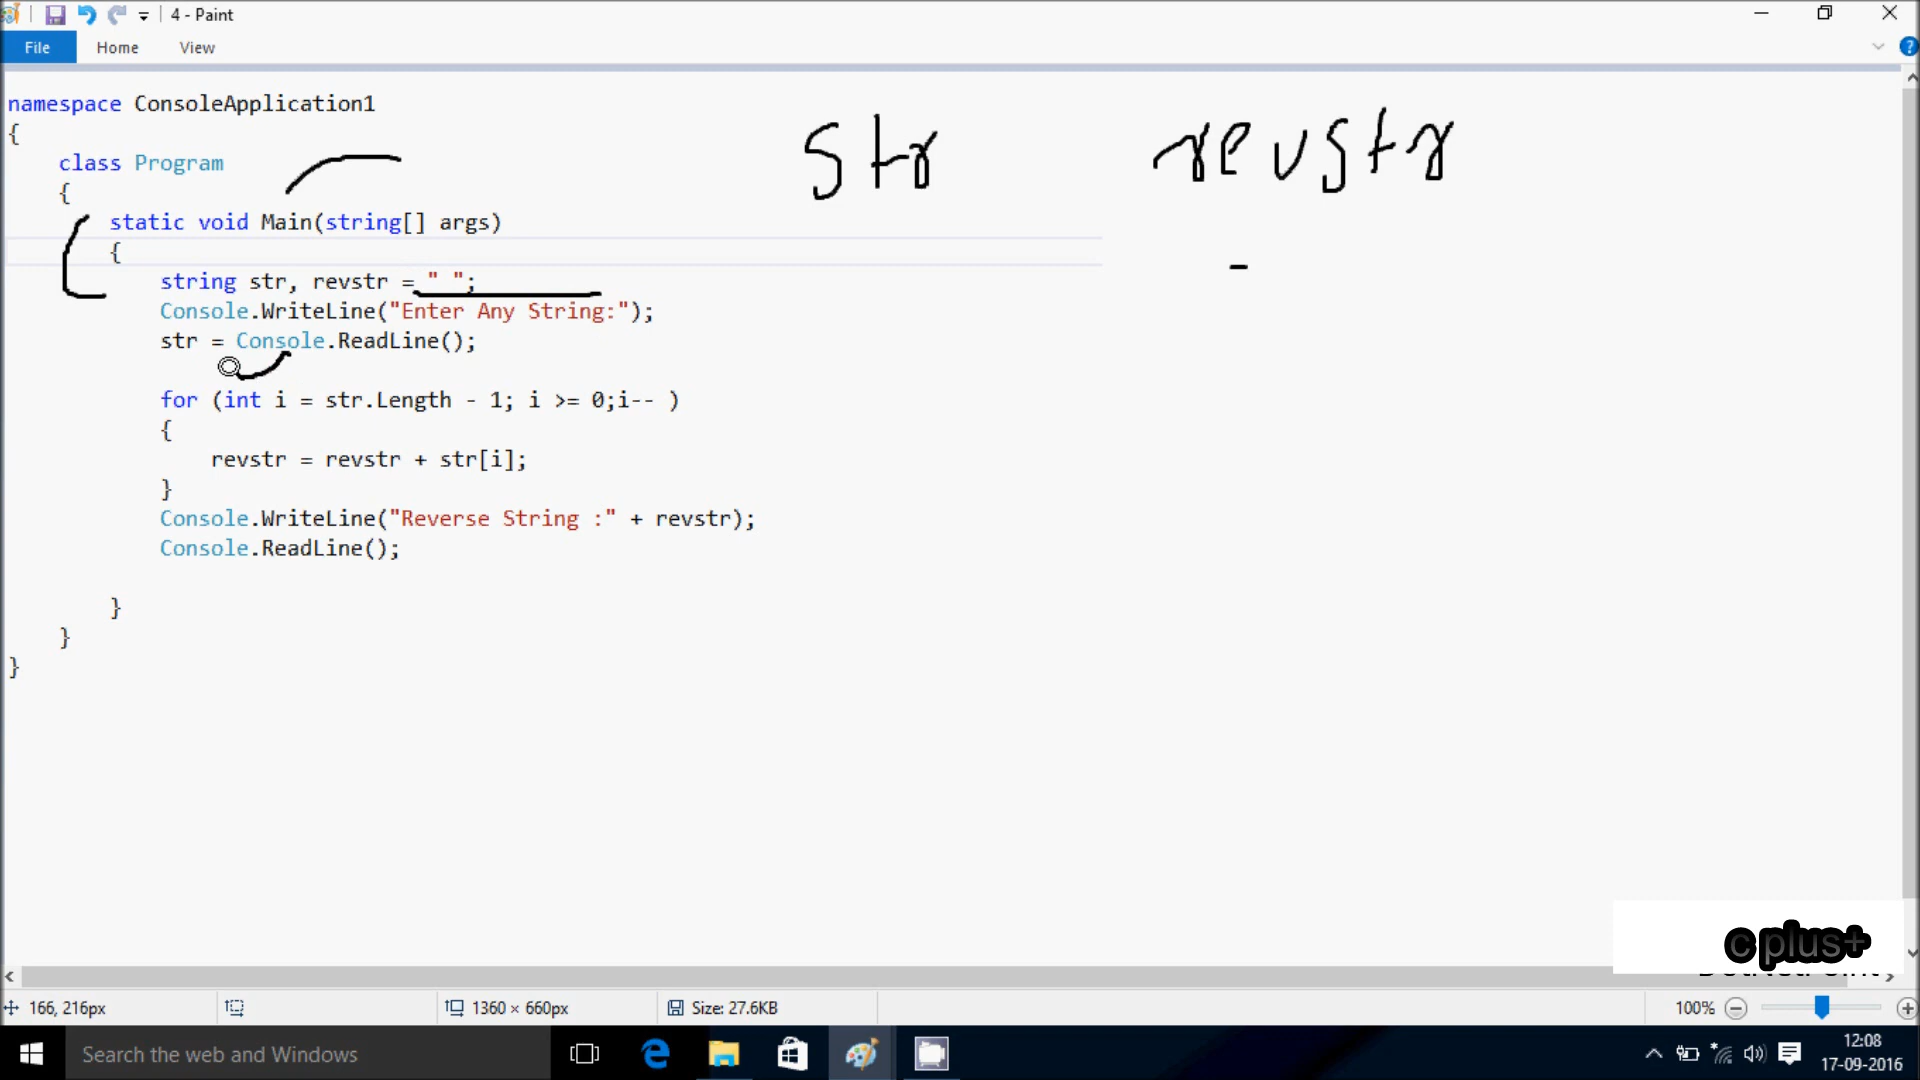 4 - Paint
File Home View
namespace ConsoleApplication1
{
class Program
{
static void Main(string[] args)
{
string str, revstr = " ";
Console.WriteLine("Enter Any String:");
str = Console.ReadLine();
for (int i = str.Length - 1; i >= 0;i-- )
{
revstr = revstr + str[i];
}
Console.WriteLine("Reverse String :" + revstr);
Console.ReadLine();
}
}
}
str revstr
-
c plus+
166, 216px 1360 × 660px Size: 27.6KB 100%
Search the web and Windows
12:08
17-09-2016